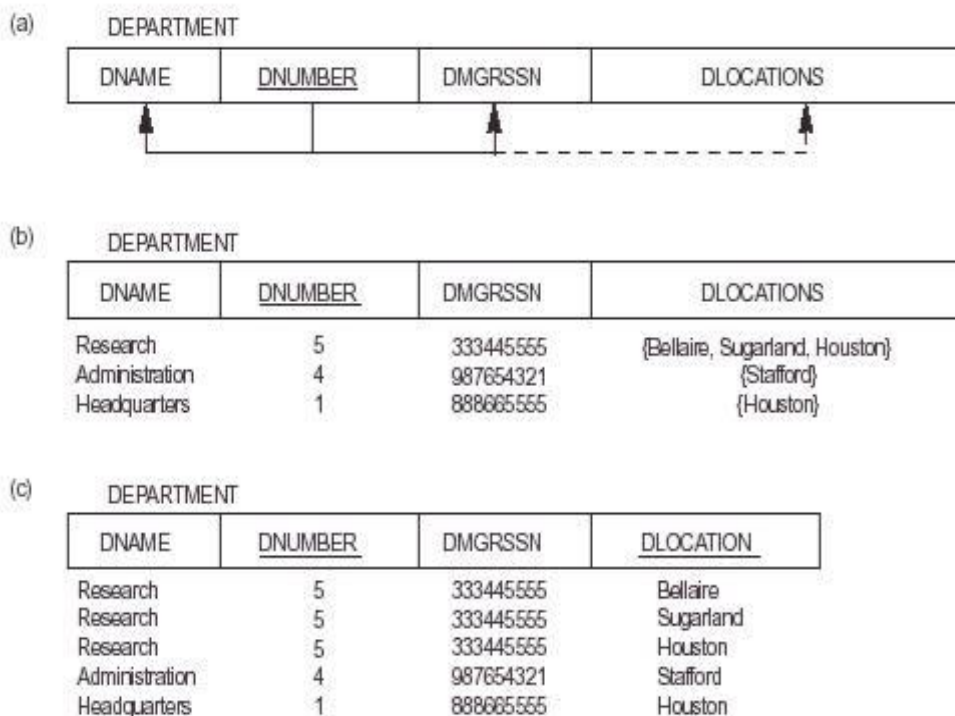 (a) DEPARTMENT
DNAME DNUMBER DMGRSSN DLOCATIONS
(b) DEPARTMENT
DNAME DNUMBER DMGRSSN DLOCATIONS
Research 5 333445555 {Bellaire, Sugarland, Houston}
Administration 4 987654321 {Stafford}
Headquarters 1 888665555 {Houston}
(c) DEPARTMENT
DNAME DNUMBER DMGRSSN DLOCATION
Research 5 333445555 Bellaire
Research 5 333445555 Sugarland
Research 5 333445555 Houston
Administration 4 987654321 Stafford
Headquarters 1 888665555 Houston